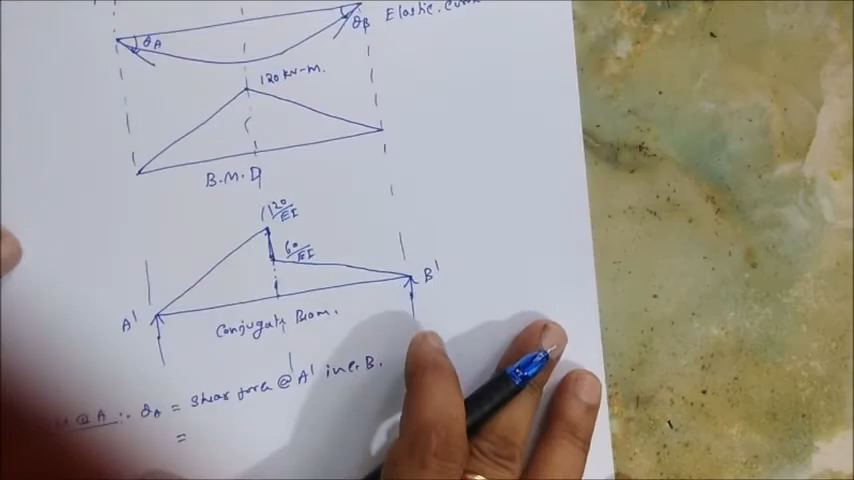 θA
θB
Elastic. Curve
120 kN-m.
B.M.D
120/EI
60/EI
A'
B'
Conjugate Beam.
@ A :- θA = Shear force @ A' in C.B.
=